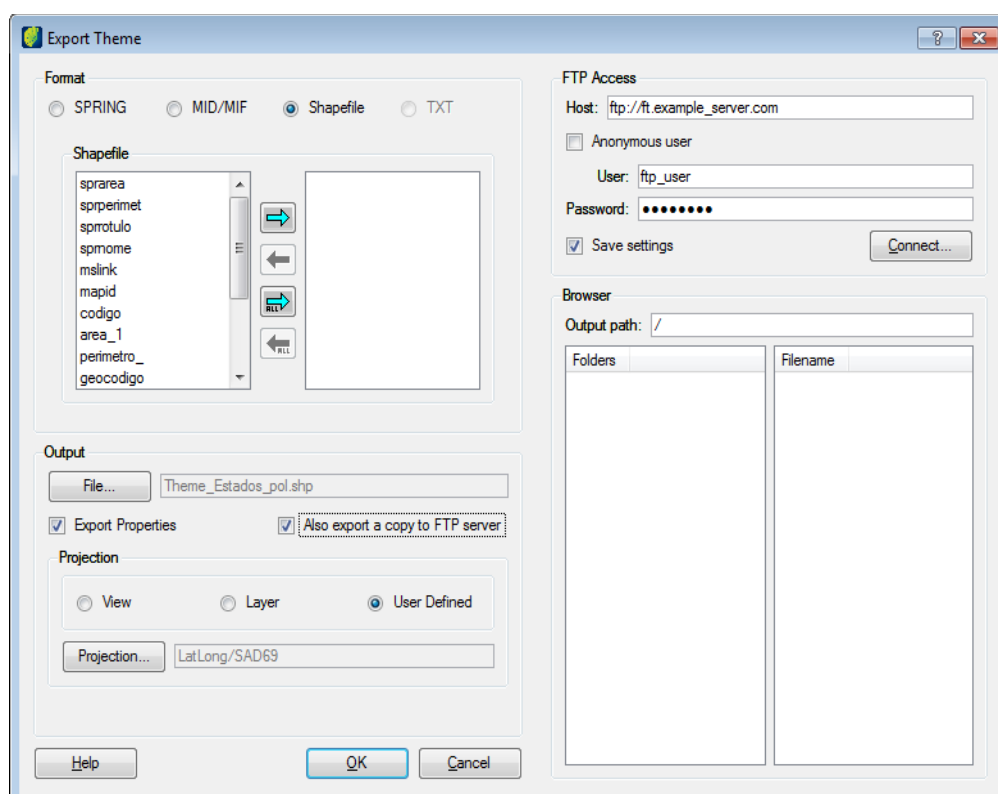 Export Theme
Format
SPRING
MID/MIF
Shapefile
TXT
Shapefile
sprarea
sprperimet
sprrotulo
sprnome
mslink
mapid
codigo
area_1
perimetro_
geocodigo
ALL
ALL
Output
File...
Theme_Estados_pol.shp
Export Properties
Also export a copy to FTP server
Projection
View
Layer
User Defined
Projection...
LatLong/SAD69
Help
OK
Cancel
FTP Access
Host: ftp://ft.example_server.com
Anonymous user
User: ftp_user
Password: ●●●●●●●●
Save settings
Connect...
Browser
Output path: /
Folders
Filename